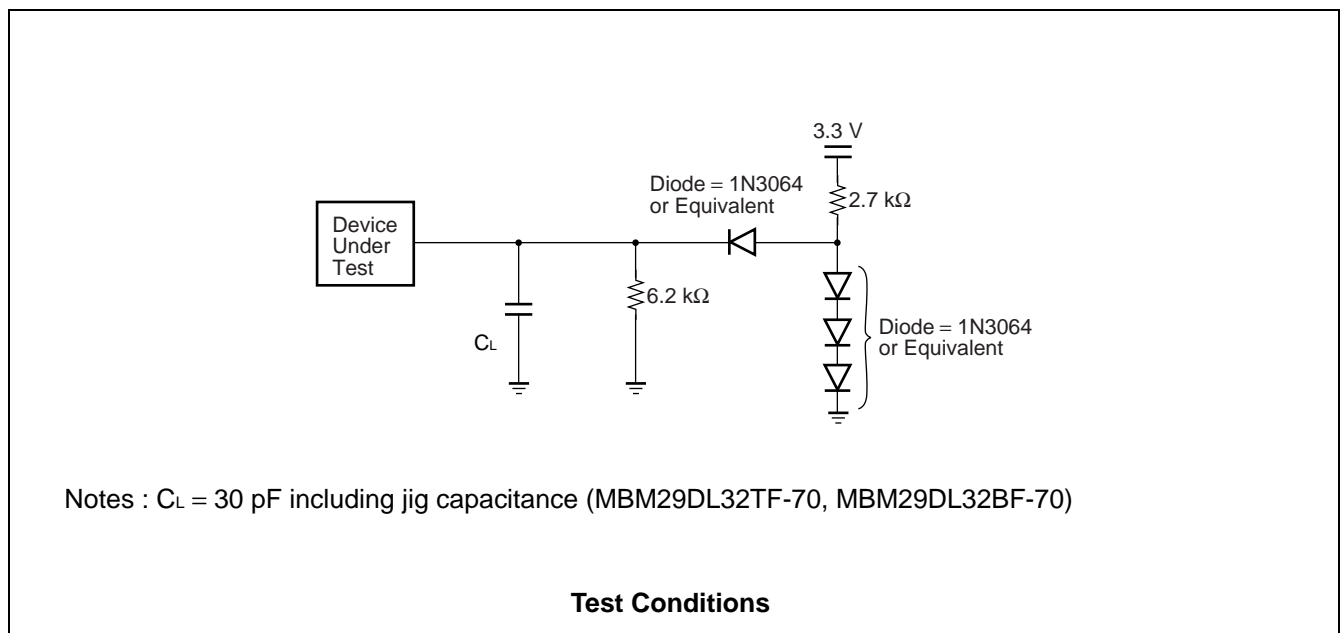 3.3 V
Diode = 1N3064
or Equivalent
2.7 kΩ
Device
Under
Test
6.2 kΩ
CL
Diode = 1N3064
or Equivalent
Notes : CL = 30 pF including jig capacitance (MBM29DL32TF-70, MBM29DL32BF-70)
Test Conditions